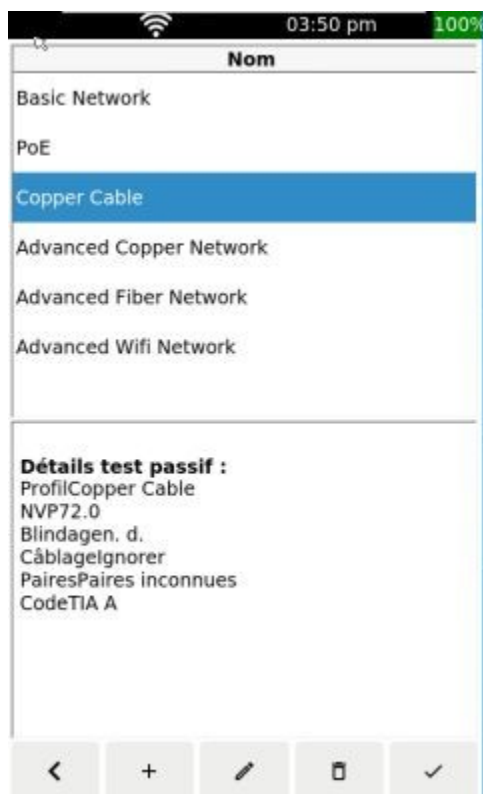 03:50 pm 100%
Nom
Basic Network
PoE
Copper Cable
Advanced Copper Network
Advanced Fiber Network
Advanced Wifi Network
Détails test passif :
ProfilCopper Cable
NVP72.0
Blindagen. d.
CâblageIgnorer
PairesPaires inconnues
CodeTIA A